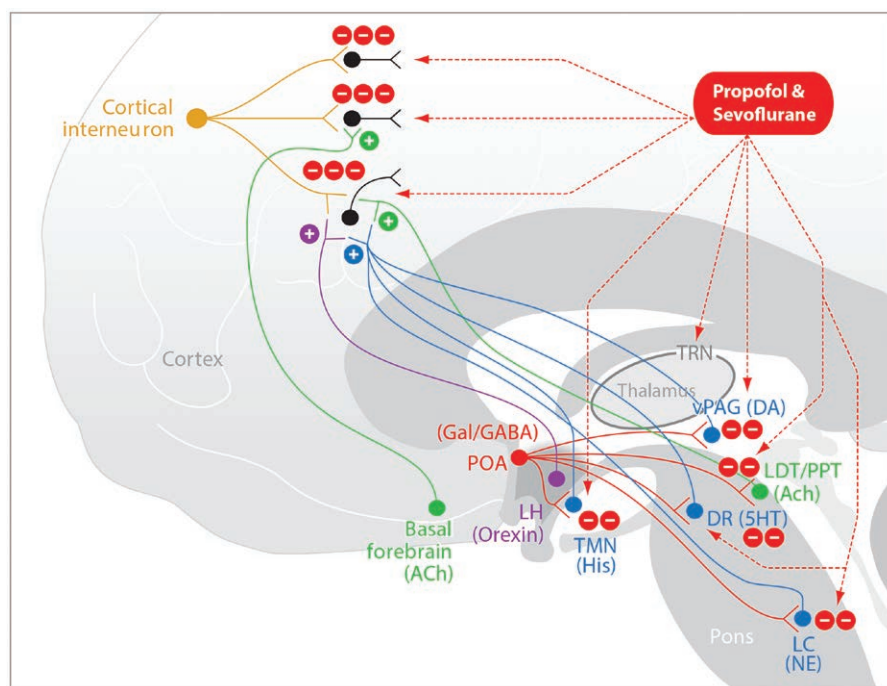 Propofol &
Sevoflurane
Cortical
interneuron
Cortex
TRN
Thalamus
vPAG (DA)
(Gal/GABA)
POA
LDT/PPT
(Ach)
LH
(Orexin)
DR (5HT)
Basal
forebrain
(ACh)
TMN
(His)
Pons
LC
(NE)